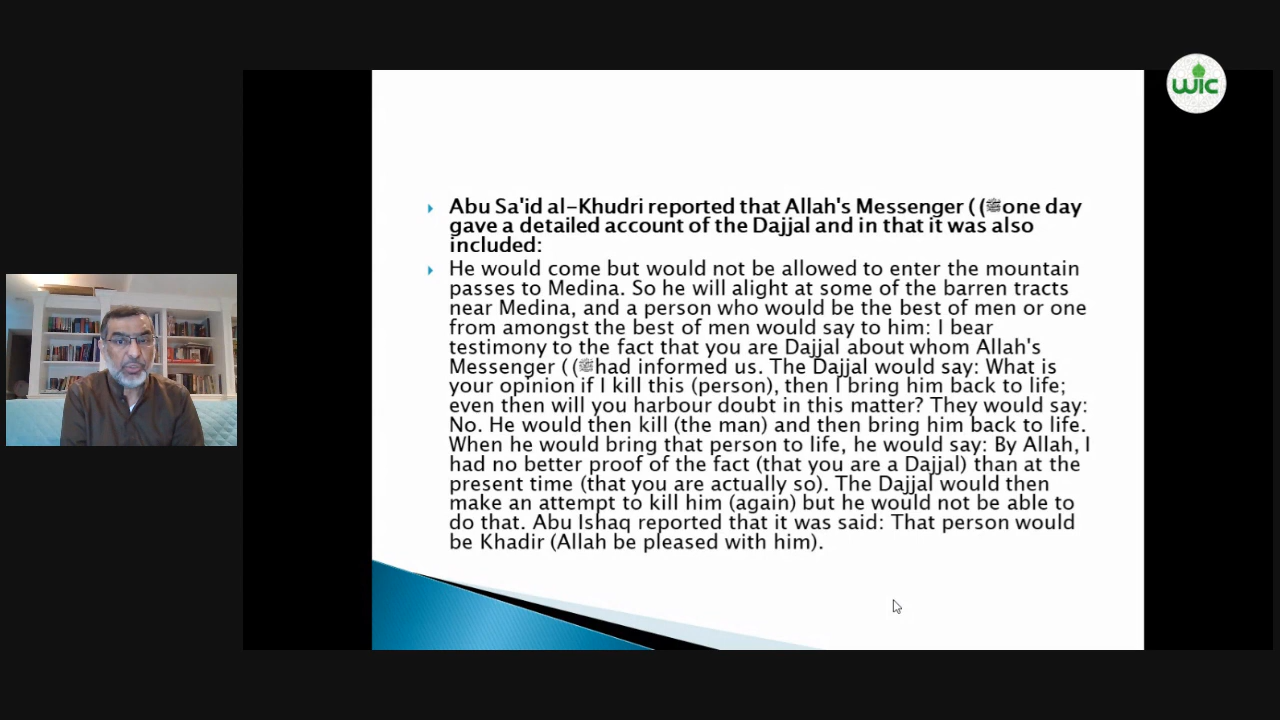 WIC
Abu Sa'id al-Khudri reported that Allah's Messenger ( (ﷺone day
gave a detailed account of the Dajjal and in that it was also
included:
He would come but would not be allowed to enter the mountain
passes to Medina. So he will alight at some of the barren tracts
near Medina, and a person who would be the best of men or one
from amongst the best of men would say to him: I bear
testimony to the fact that you are Dajjal about whom Allah's
Messenger ( (ﷺhad informed us. The Dajjal would say: What is
your opinion if I kill this (person), then I bring him back to life;
even then will you harbour doubt in this matter? They would say:
No. He would then kill (the man) and then bring him back to life.
When he would bring that person to life, he would say: By Allah, I
had no better proof of the fact (that you are a Dajjal) than at the
present time (that you are actually so). The Dajjal would then
make an attempt to kill him (again) but he would not be able to
do that. Abu Ishaq reported that it was said: That person would
be Khadir (Allah be pleased with him).